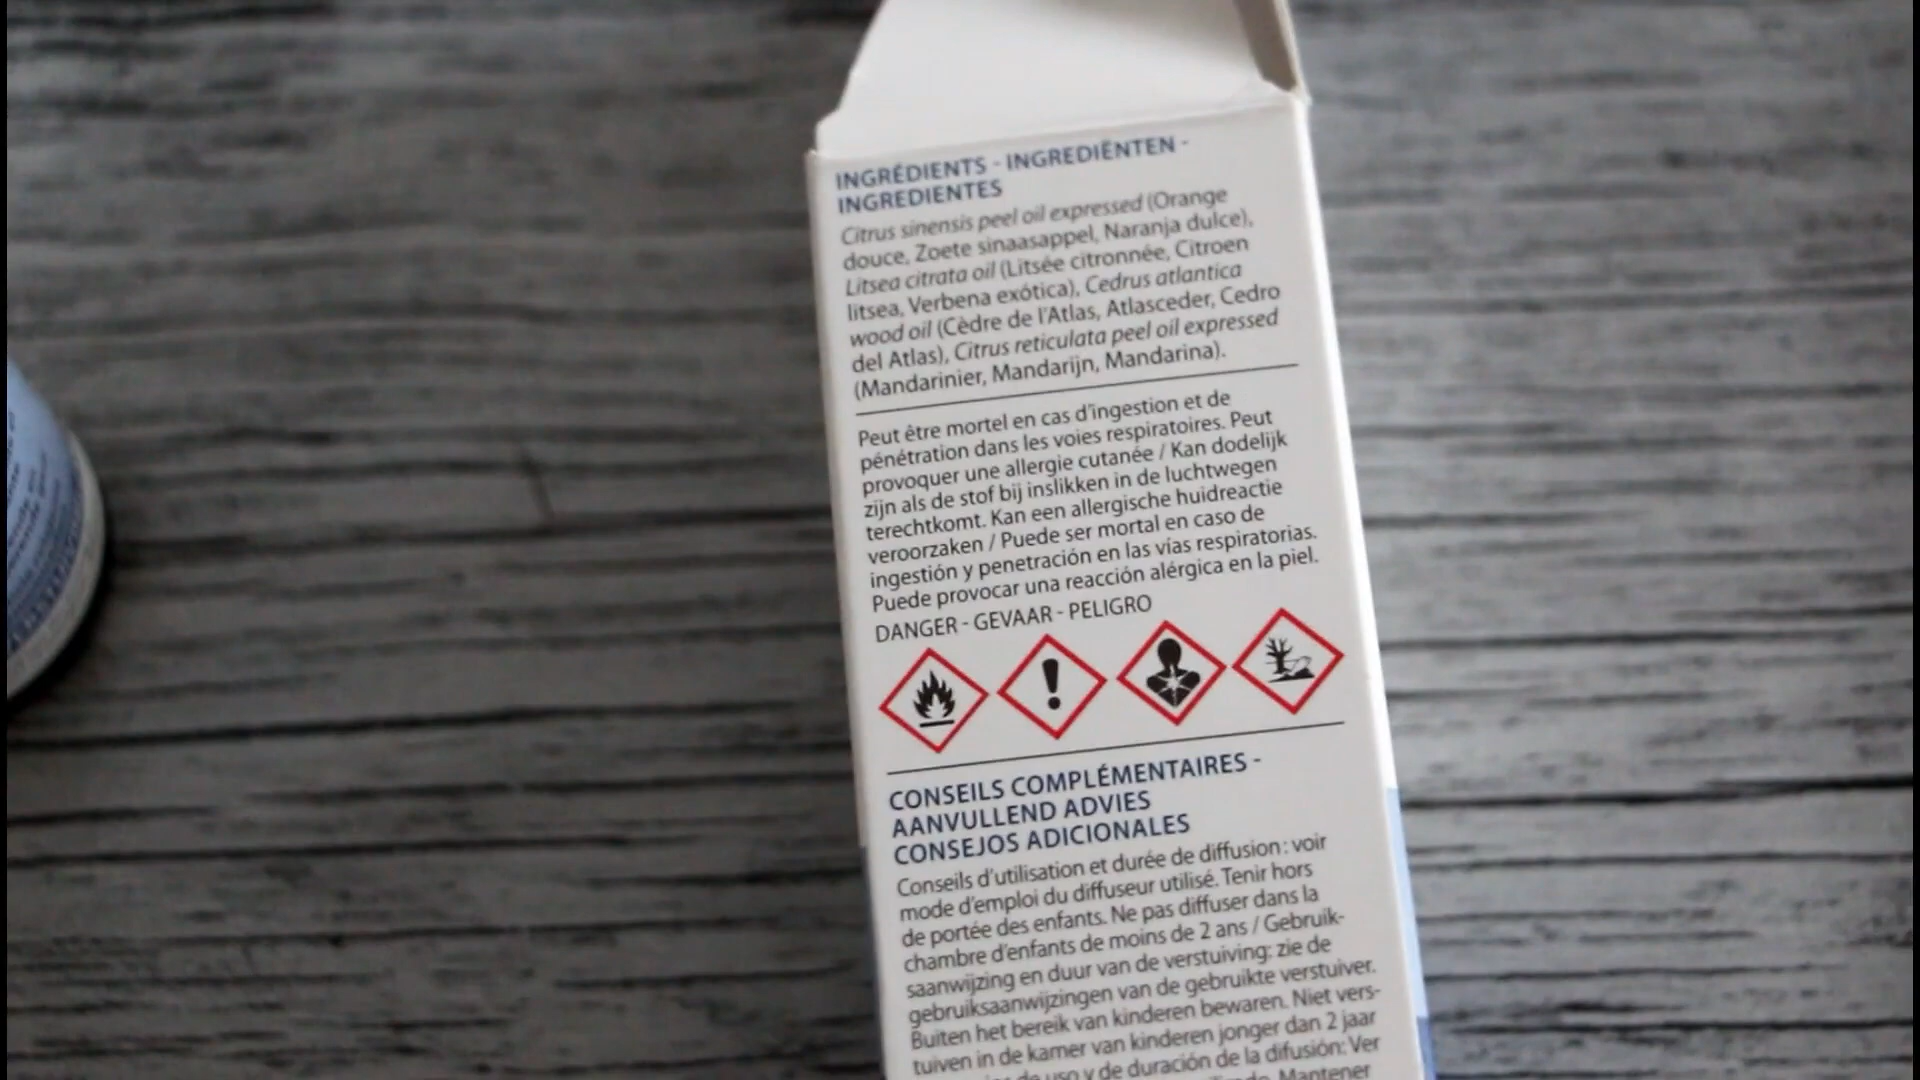 INGRÉDIENTS - INGREDIËNTEN -
INGREDIENTES
Citrus sinensis peel oil expressed (Orange
douce, Zoete sinaasappel, Naranja dulce),
Litsea citrata oil (Litsée citronnée, Citroen
litsea, Verbena exótica), Cedrus atlantica
wood oil (Cèdre de l'Atlas, Atlasceder, Cedro
del Atlas), Citrus reticulata peel oil expressed
(Mandarinier, Mandarijn, Mandarina).
Peut être mortel en cas d'ingestion et de
pénétration dans les voies respiratoires. Peut
provoquer une allergie cutanée / Kan dodelijk
zijn als de stof bij inslikken in de luchtwegen
terechtkomt. Kan een allergische huidreactie
veroorzaken / Puede ser mortal en caso de
ingestión y penetración en las vías respiratorias.
Puede provocar una reacción alérgica en la piel.
DANGER - GEVAAR - PELIGRO
CONSEILS COMPLÉMENTAIRES -
AANVULLEND ADVIES
CONSEJOS ADICIONALES
Conseils d'utilisation et durée de diffusion : voir
mode d'emploi du diffuseur utilisé. Tenir hors
de portée des enfants. Ne pas diffuser dans la
chambre d'enfants de moins de 2 ans / Gebruik-
saanwijzing en duur van de verstuiving: zie de
gebruiksaanwijzingen van de gebruikte verstuiver.
Buiten het bereik van kinderen bewaren. Niet vers-
tuiven in de kamer van kinderen jonger dan 2 jaar
de uso y de duración de la difusión: Ver
Mantener